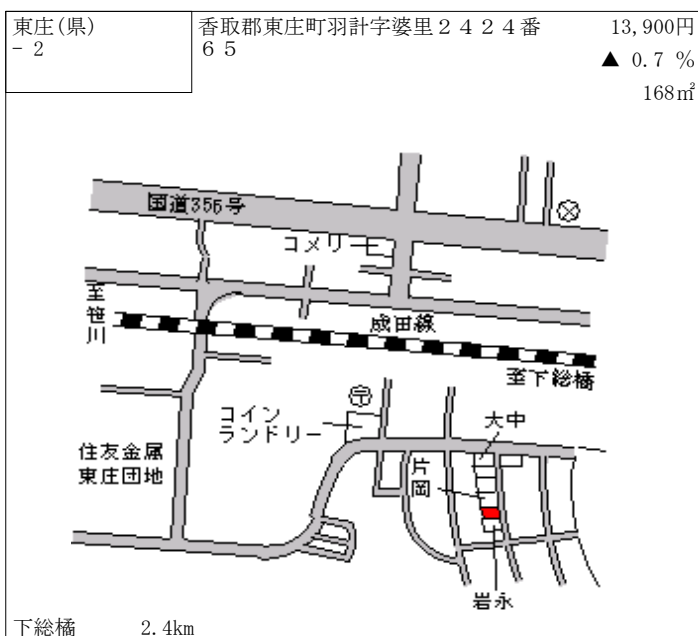 東庄(県)
－２
香取郡東庄町羽計字婆里２４２４番
６５
13,900円
▲ 0.7 %
168㎡
国道356号
コメリ
至
笹
川
成田線
至下総橋
コイン
ランドリー
大中
片
岡
住友金属
東庄団地
岩永
下総橘
2.4km